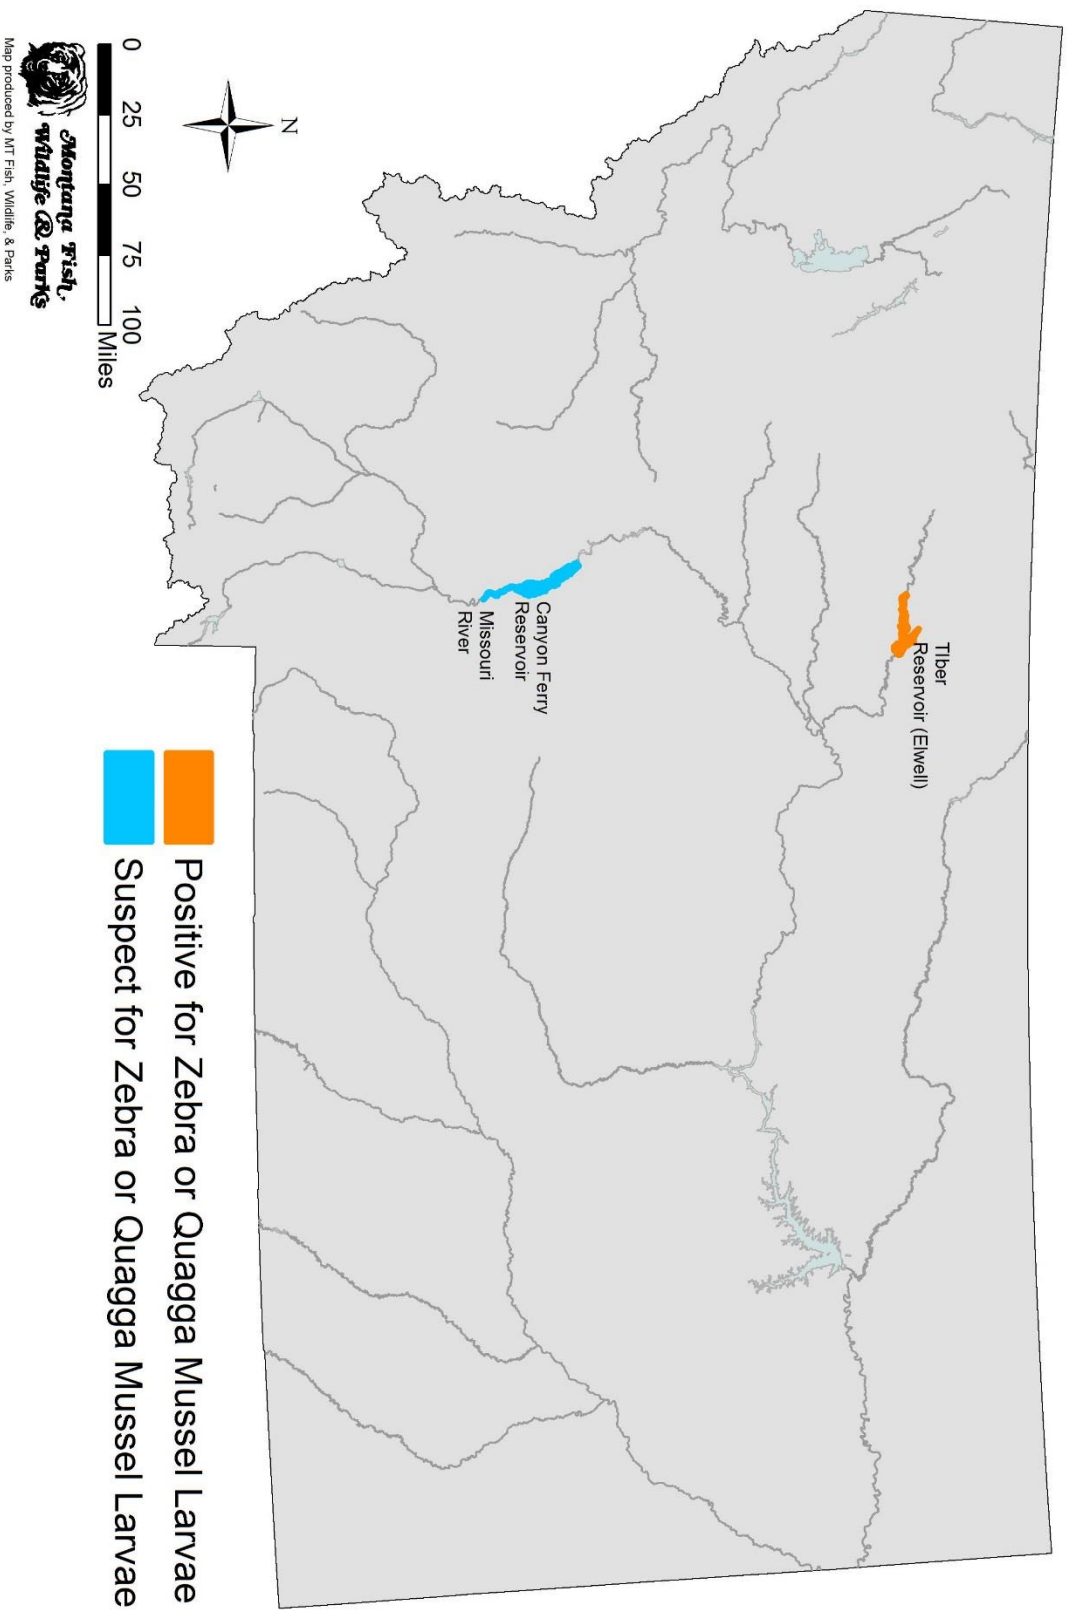 TIber
Reservoir (Elwell)
Canyon Ferry
Reservoir
Missouri
River
N
0 25 50 75 100
Miles
Montana Fish,
Wildlife & Parks
Map produced by MT Fish, Wildlife, & Parks
Positive for Zebra or Quagga Mussel Larvae
Suspect for Zebra or Quagga Mussel Larvae